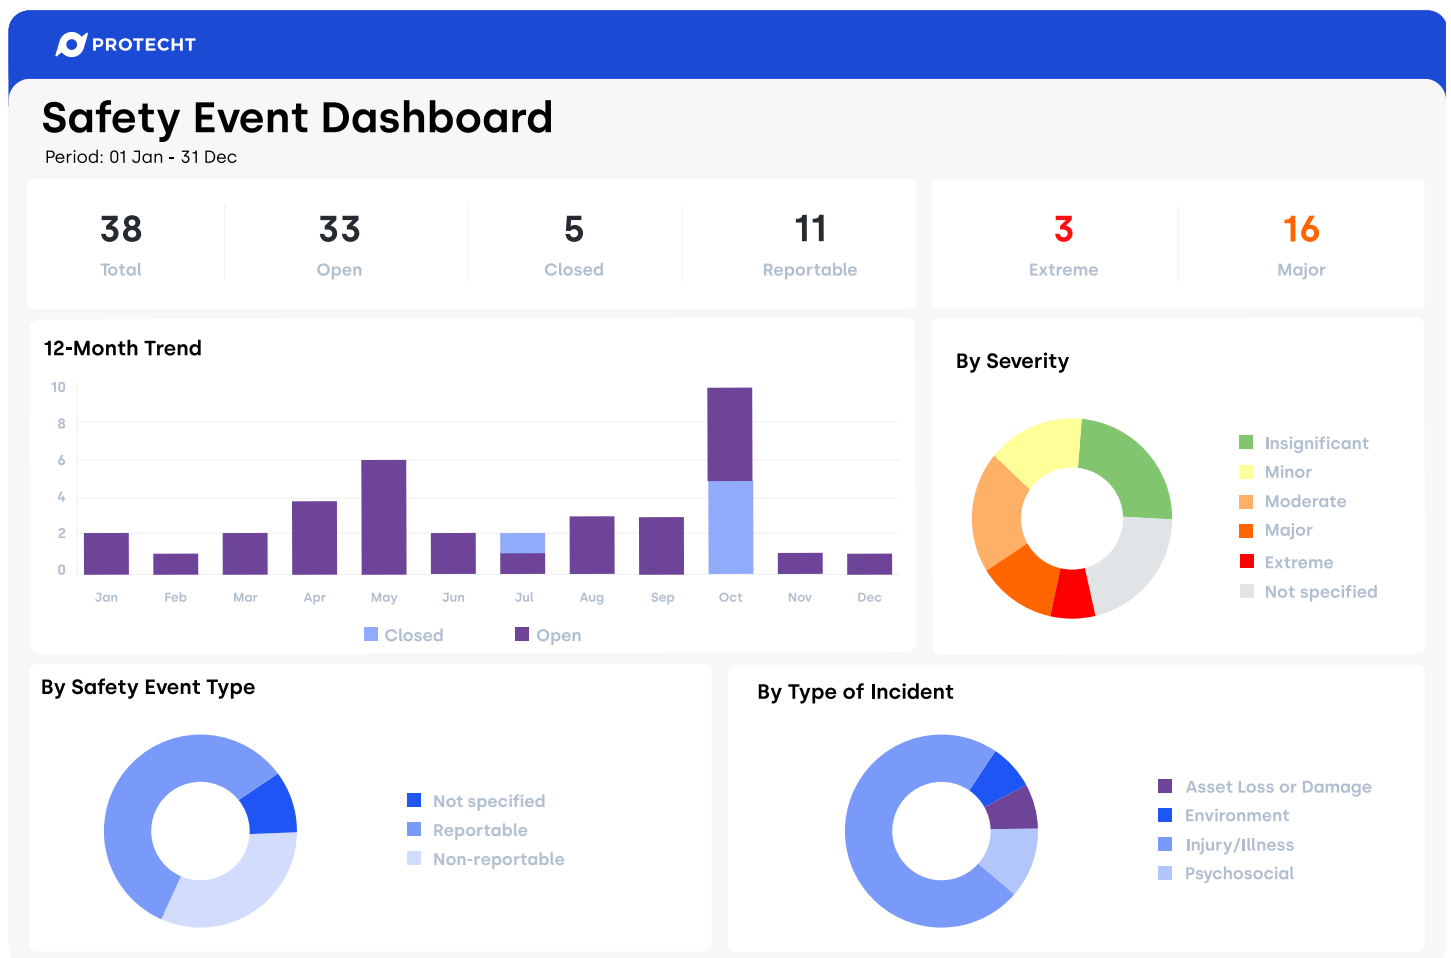 PROTECHT
Safety Event Dashboard
Period: 01 Jan - 31 Dec
38
Total
33
Open
5
Closed
11
Reportable
3
Extreme
16
Major
12-Month Trend
10
8
6
4
2
0
Jan Feb Mar Apr May Jun Jul Aug Sep Oct Nov Dec
Closed Open
By Severity
Insignificant
Minor
Moderate
Major
Extreme
Not specified
By Safety Event Type
Not specified
Reportable
Non-reportable
By Type of Incident
Asset Loss or Damage
Environment
Injury/Illness
Psychosocial